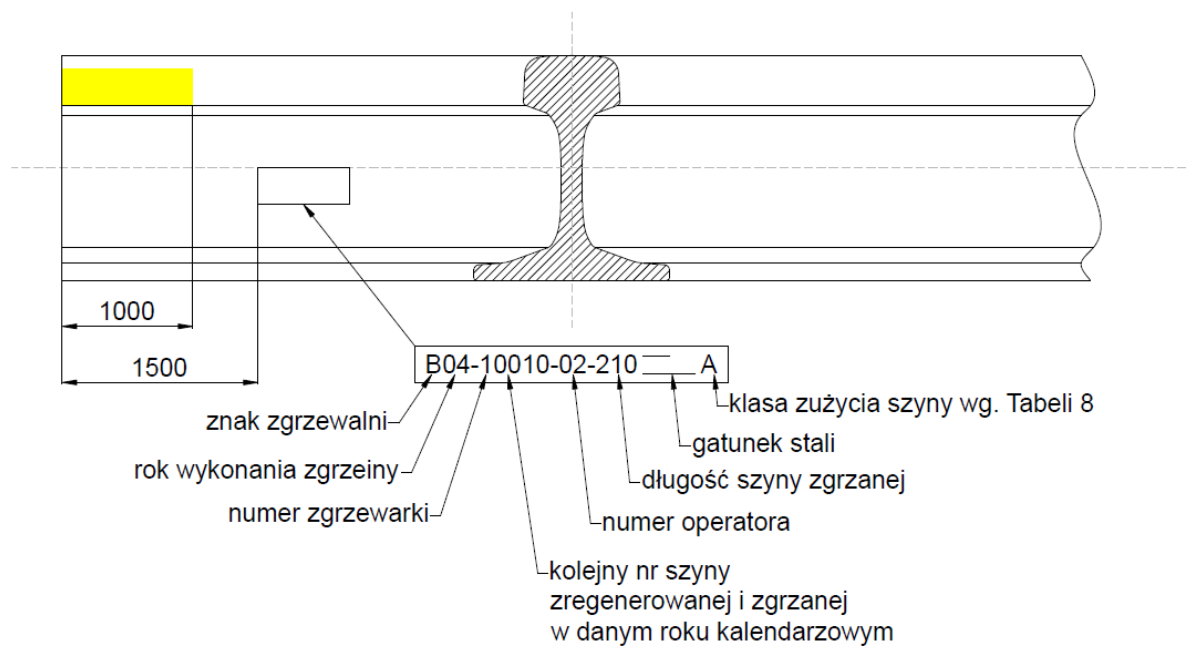 1000
1500
B04-10010-02-210 A
klasa zużycia szyny wg. Tabeli 8
znak zgrzewalni
gatunek stali
rok wykonania zgrzeiny
długość szyny zgrzanej
numer zgrzewarki
numer operatora
kolejny nr szyny
zregenerowanej i zgrzanej
w danym roku kalendarzowym